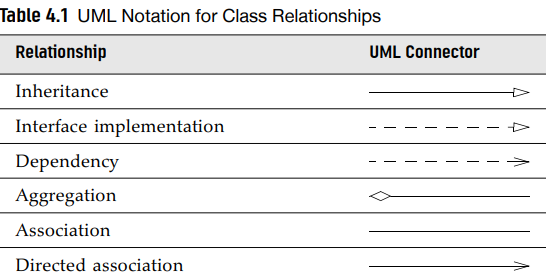 Table 4.1 UML Notation for Class Relationships
Relationship UML Connector
Inheritance
Interface implementation
Dependency
Aggregation
Association
Directed association